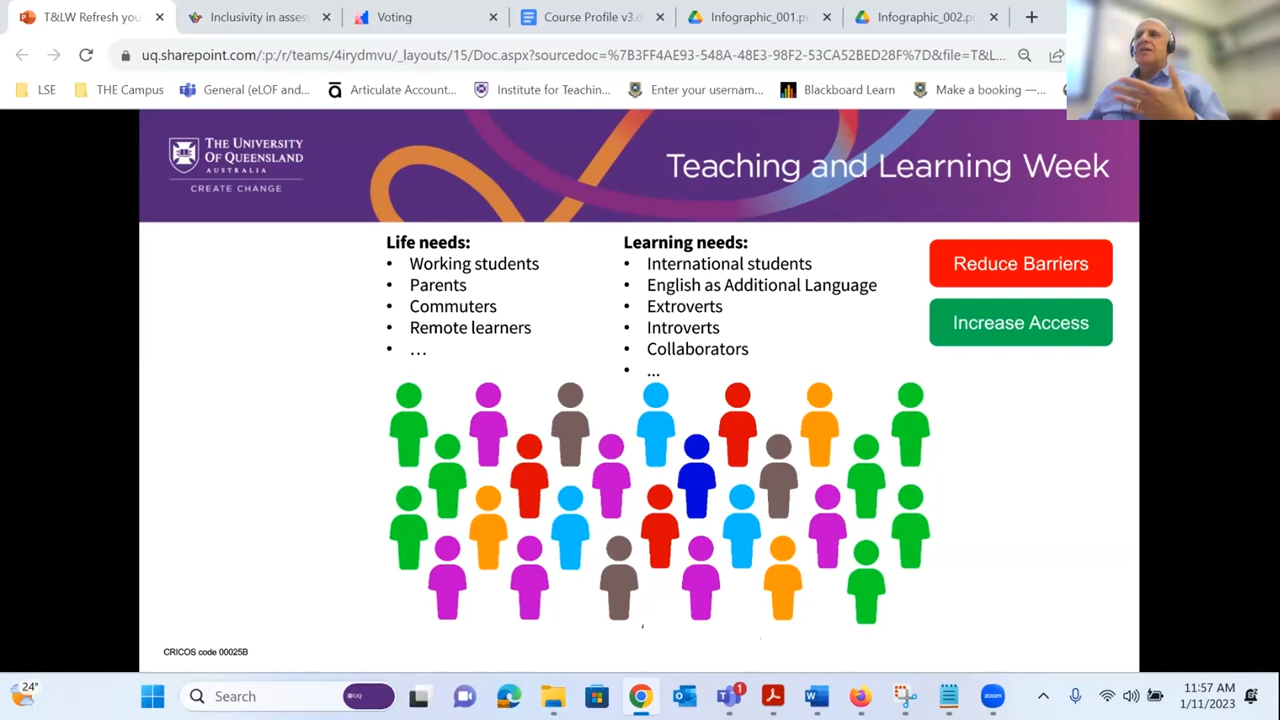 T&LW Refresh you
Inclusivity in asses
Voting
Course Profile v3.d
Infographic_001.p
Infographic_002.p
uq.sharepoint.com/:p:/r/teams/4irydmvu/_layouts/15/Doc.aspx?sourcedoc=%7B3FF4AE93-548A-48E3-98F2-53CA52BED28F%7D&file=T&L...
LSE
THE Campus
General (eLOF and...
Articulate Account...
Institute for Teachin...
Enter your usernam...
Blackboard Learn
Make a booking —...
THE UNIVERSITY
OF QUEENSLAND
AUSTRALIA
CREATE CHANGE
Teaching and Learning Week
Life needs:
• Working students
• Parents
• Commuters
• Remote learners
• ...
Learning needs:
• International students
• English as Additional Language
• Extroverts
• Introverts
• Collaborators
• ...
Reduce Barriers
Increase Access
CRICOS code 00025B
24°
Search
UQ
1
zoom
11:57 AM
1/11/2023